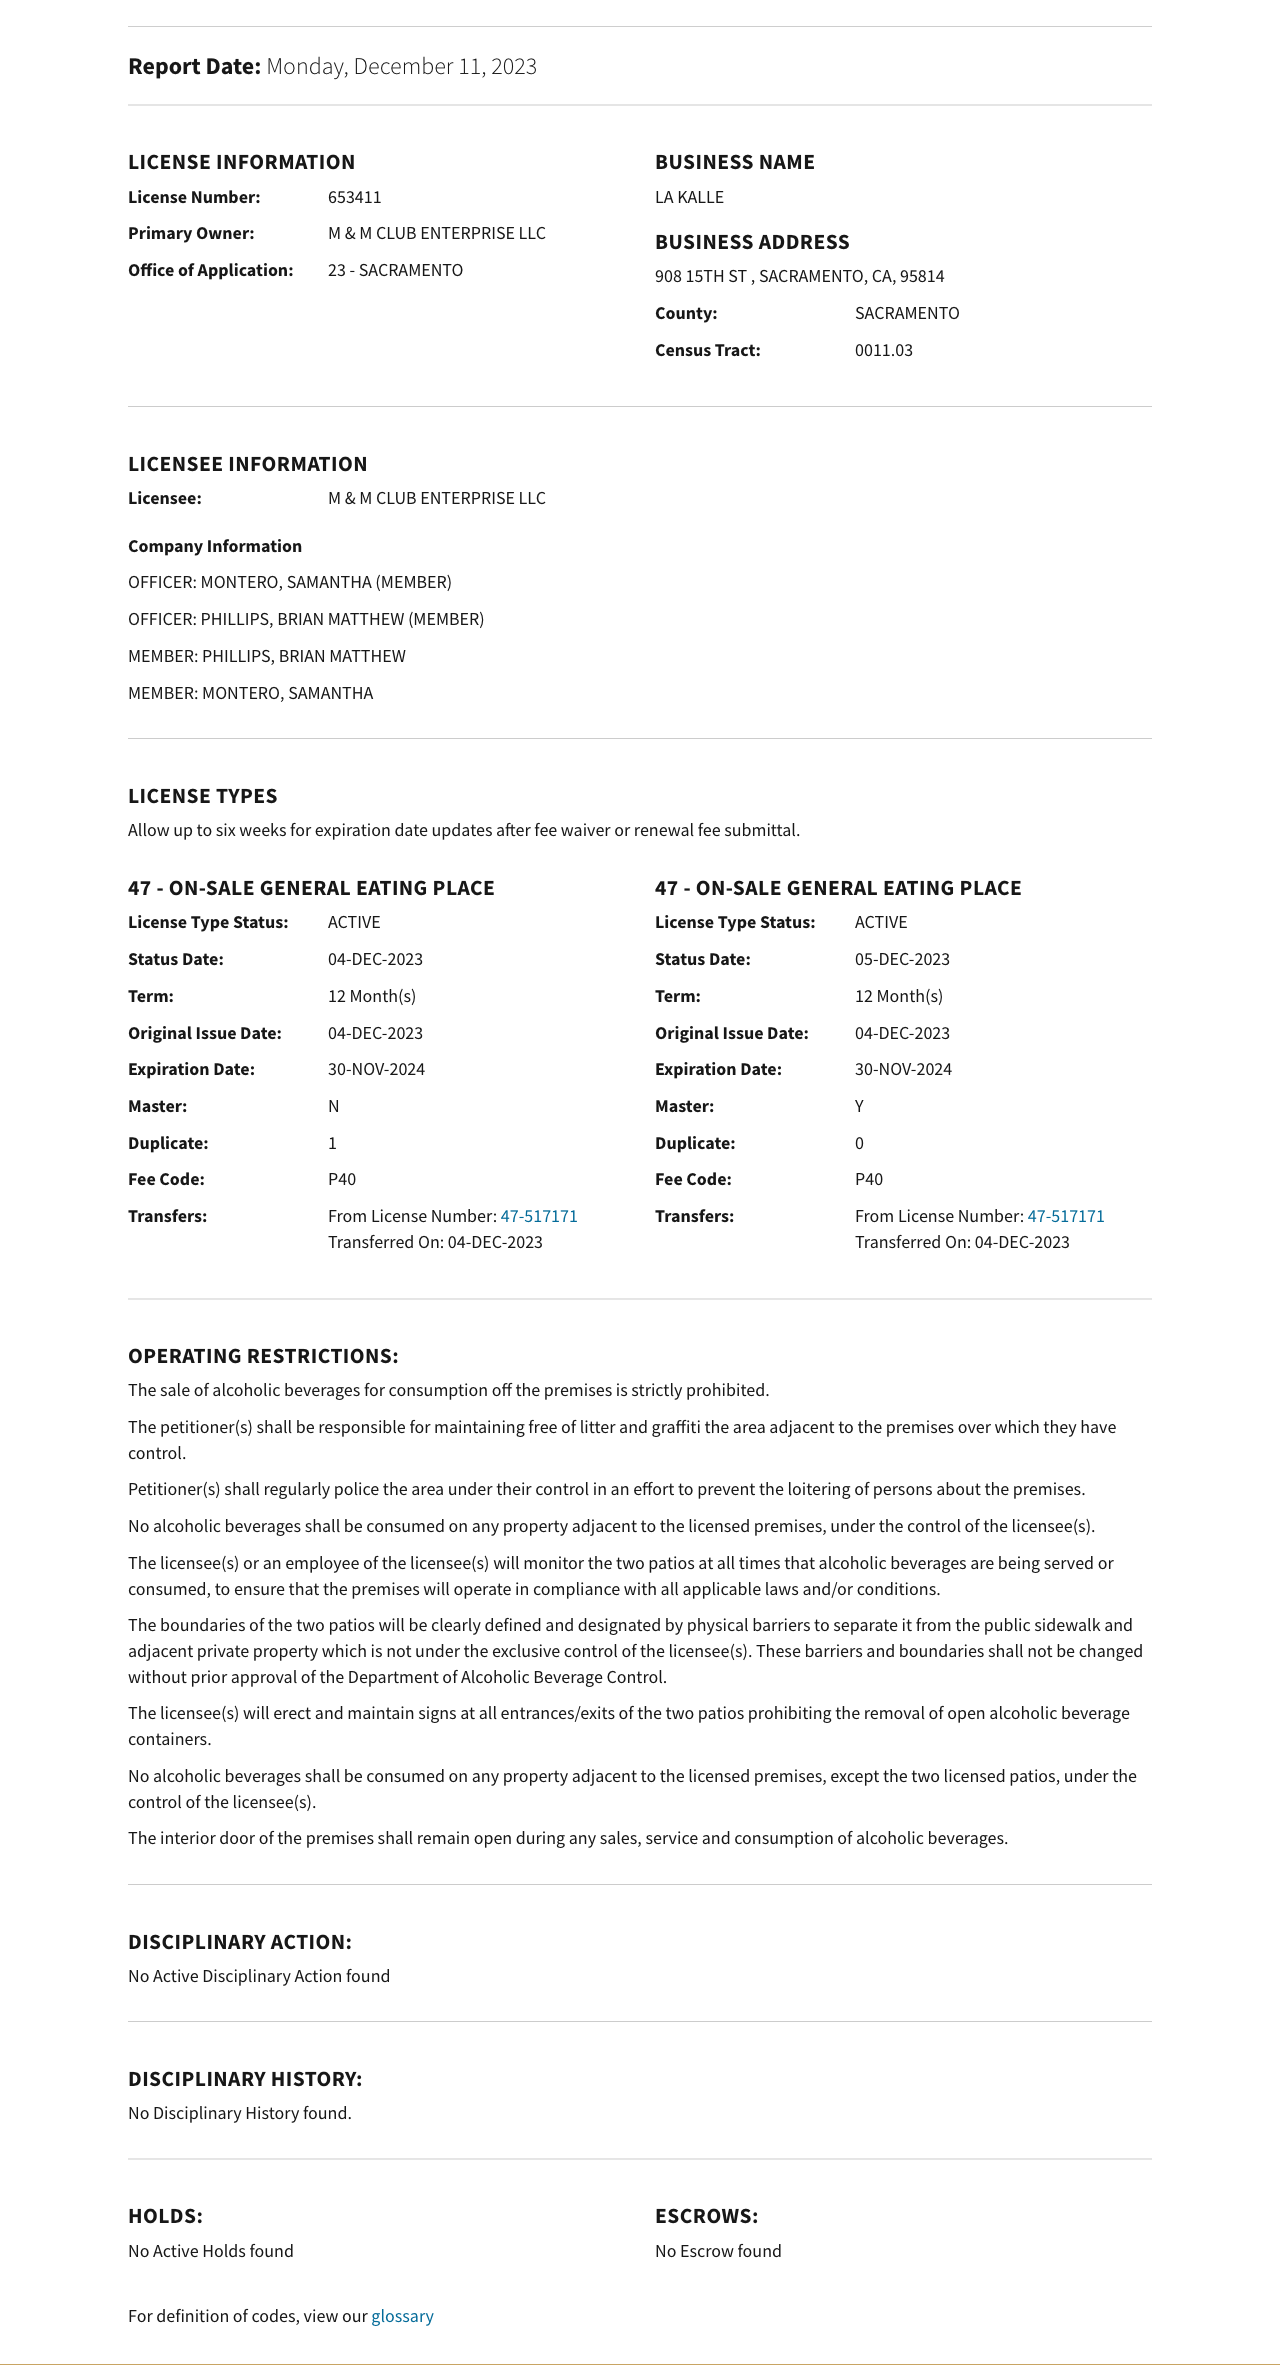 Report Date: Monday, December 11, 2023
LICENSE INFORMATION
License Number: 653411
Primary Owner: M & M CLUB ENTERPRISE LLC
Office of Application: 23 - SACRAMENTO
BUSINESS NAME
LA KALLE
BUSINESS ADDRESS
908 15TH ST , SACRAMENTO, CA, 95814
County: SACRAMENTO
Census Tract: 0011.03
LICENSEE INFORMATION
Licensee: M & M CLUB ENTERPRISE LLC
Company Information
OFFICER: MONTERO, SAMANTHA (MEMBER)
OFFICER: PHILLIPS, BRIAN MATTHEW (MEMBER)
MEMBER: PHILLIPS, BRIAN MATTHEW
MEMBER: MONTERO, SAMANTHA
LICENSE TYPES
Allow up to six weeks for expiration date updates after fee waiver or renewal fee submittal.
47 - ON-SALE GENERAL EATING PLACE
License Type Status: ACTIVE
Status Date: 04-DEC-2023
Term: 12 Month(s)
Original Issue Date: 04-DEC-2023
Expiration Date: 30-NOV-2024
Master: N
Duplicate: 1
Fee Code: P40
Transfers: From License Number: 47-517171
Transferred On: 04-DEC-2023
47 - ON-SALE GENERAL EATING PLACE
License Type Status: ACTIVE
Status Date: 05-DEC-2023
Term: 12 Month(s)
Original Issue Date: 04-DEC-2023
Expiration Date: 30-NOV-2024
Master: Y
Duplicate: 0
Fee Code: P40
Transfers: From License Number: 47-517171
Transferred On: 04-DEC-2023
OPERATING RESTRICTIONS:
The sale of alcoholic beverages for consumption off the premises is strictly prohibited.
The petitioner(s) shall be responsible for maintaining free of litter and graffiti the area adjacent to the premises over which they have
control.
Petitioner(s) shall regularly police the area under their control in an effort to prevent the loitering of persons about the premises.
No alcoholic beverages shall be consumed on any property adjacent to the licensed premises, under the control of the licensee(s).
The licensee(s) or an employee of the licensee(s) will monitor the two patios at all times that alcoholic beverages are being served or
consumed, to ensure that the premises will operate in compliance with all applicable laws and/or conditions.
The boundaries of the two patios will be clearly defined and designated by physical barriers to separate it from the public sidewalk and
adjacent private property which is not under the exclusive control of the licensee(s). These barriers and boundaries shall not be changed
without prior approval of the Department of Alcoholic Beverage Control.
The licensee(s) will erect and maintain signs at all entrances/exits of the two patios prohibiting the removal of open alcoholic beverage
containers.
No alcoholic beverages shall be consumed on any property adjacent to the licensed premises, except the two licensed patios, under the
control of the licensee(s).
The interior door of the premises shall remain open during any sales, service and consumption of alcoholic beverages.
DISCIPLINARY ACTION:
No Active Disciplinary Action found
DISCIPLINARY HISTORY:
No Disciplinary History found.
HOLDS:
No Active Holds found
ESCROWS:
No Escrow found
For definition of codes, view our glossary